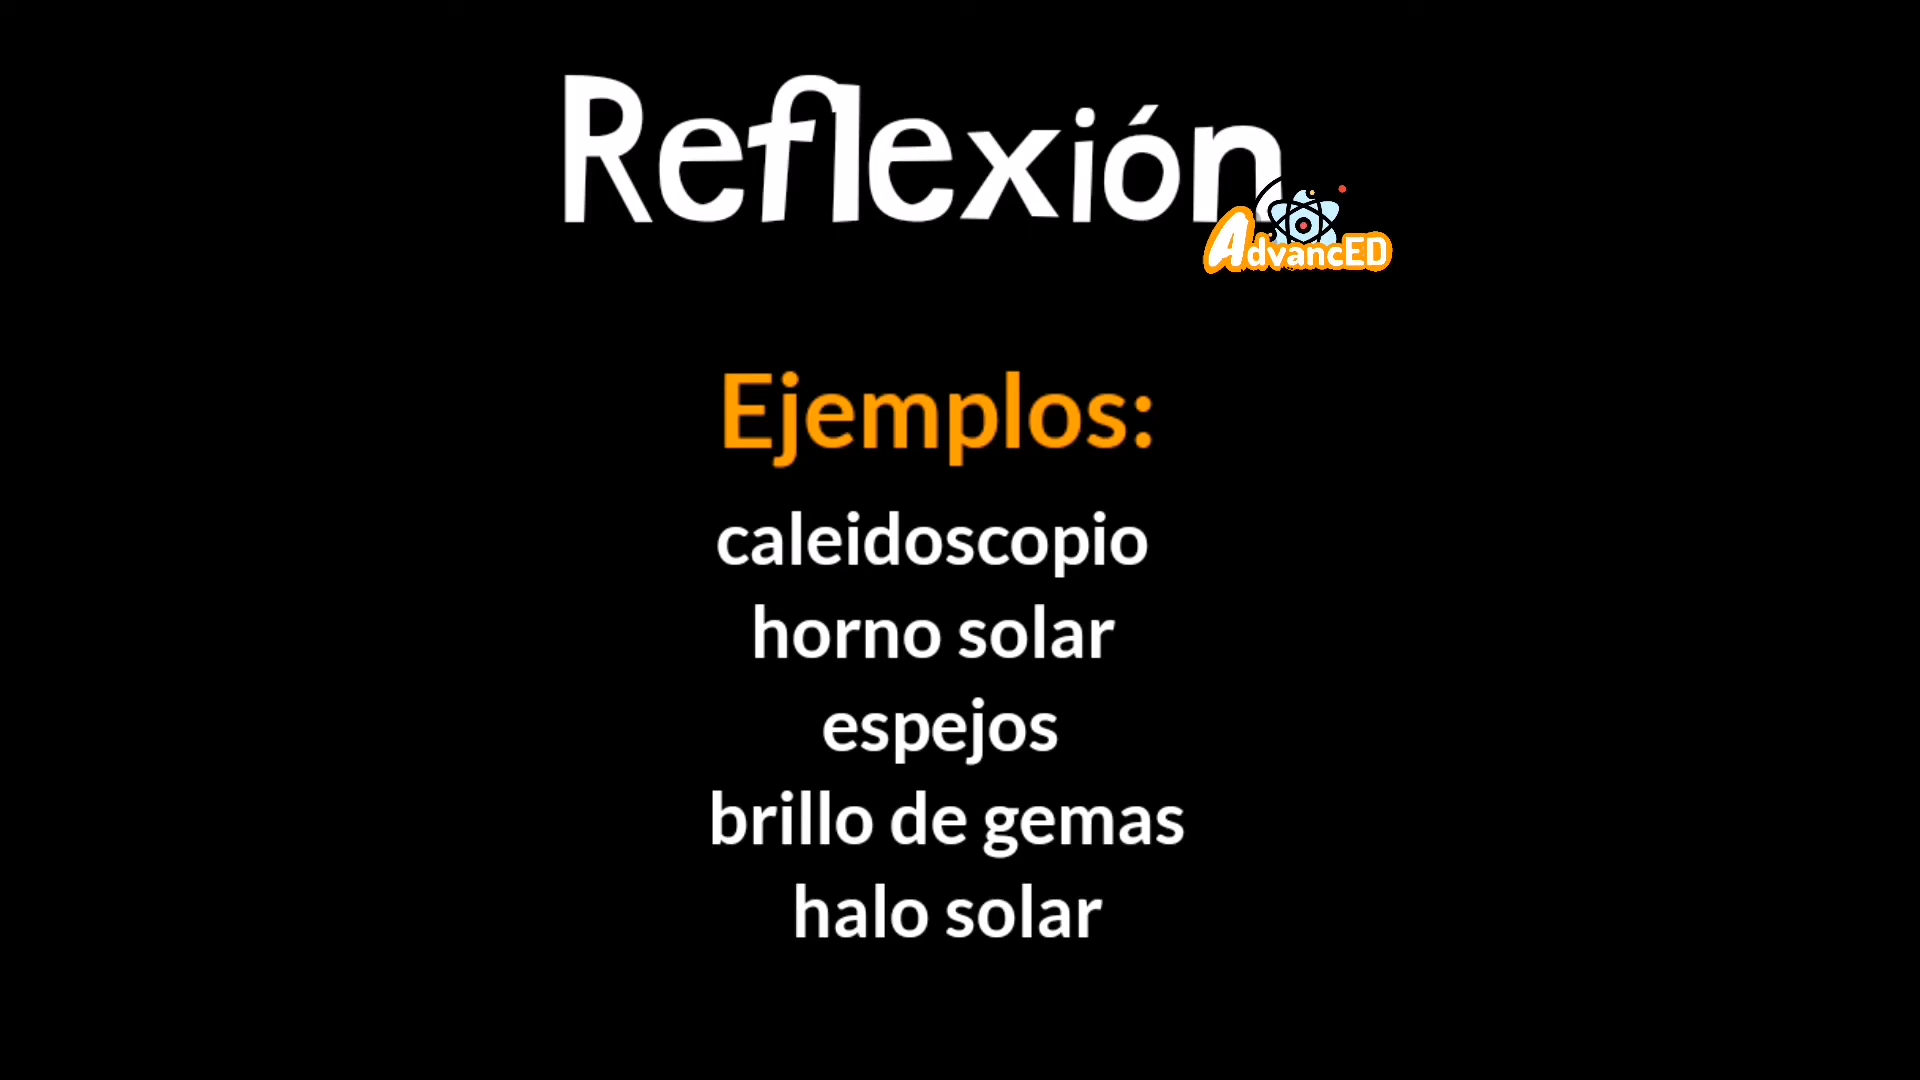 Reflexión
AdvancED
Ejemplos:
caleidoscopio
horno solar
espejos
brillo de gemas
halo solar